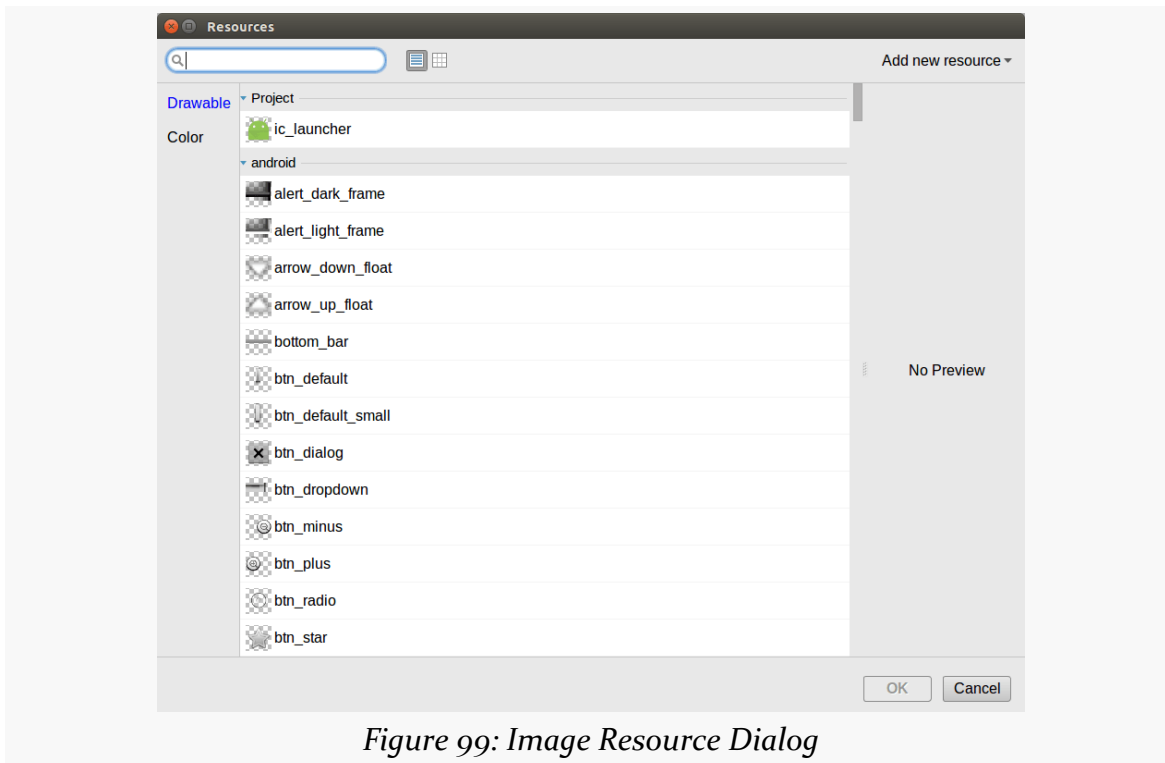 Resources
Add new resource
Drawable
Color
Project
ic_launcher
android
alert_dark_frame
alert_light_frame
arrow_down_float
arrow_up_float
bottom_bar
btn_default
btn_default_small
btn_dialog
btn_dropdown
btn_minus
btn_plus
btn_radio
btn_star
No Preview
OK
Cancel
Figure 99: Image Resource Dialog